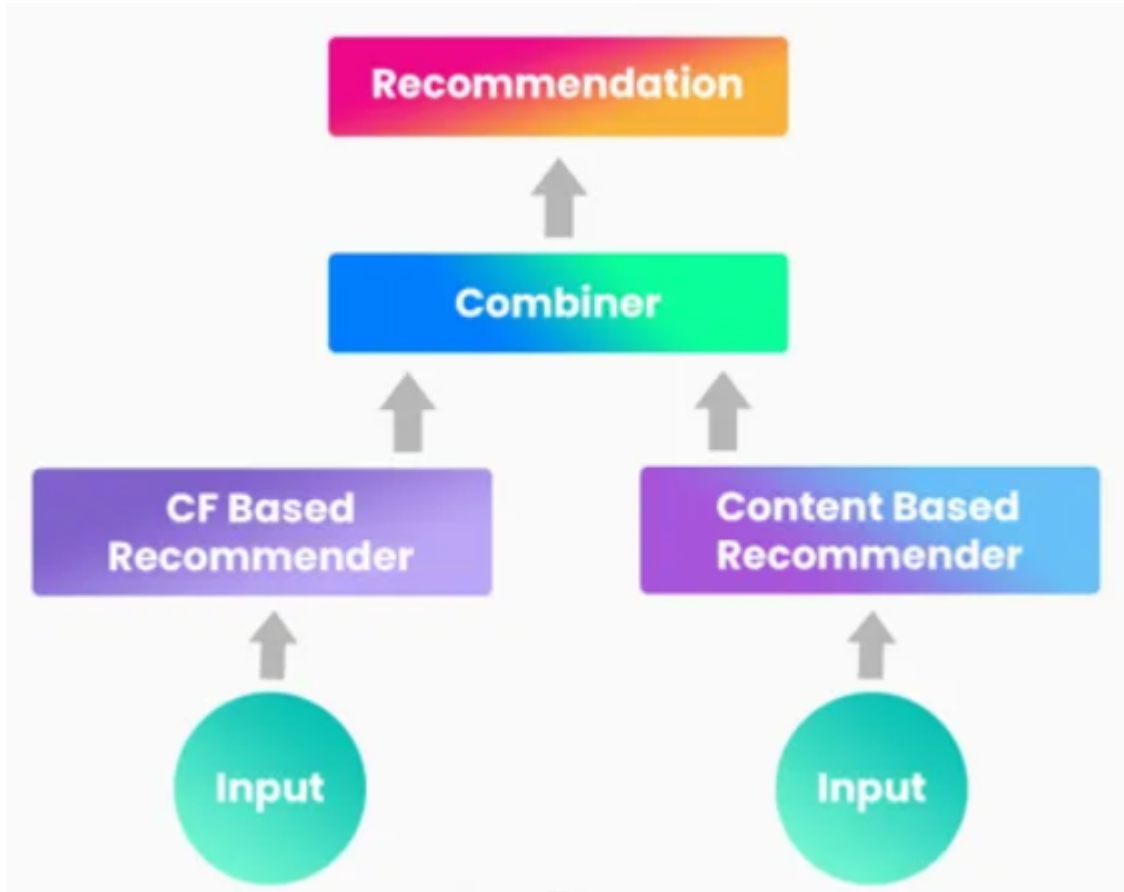 Recommendation
Combiner
CF Based
Recommender
Content Based
Recommender
Input
Input